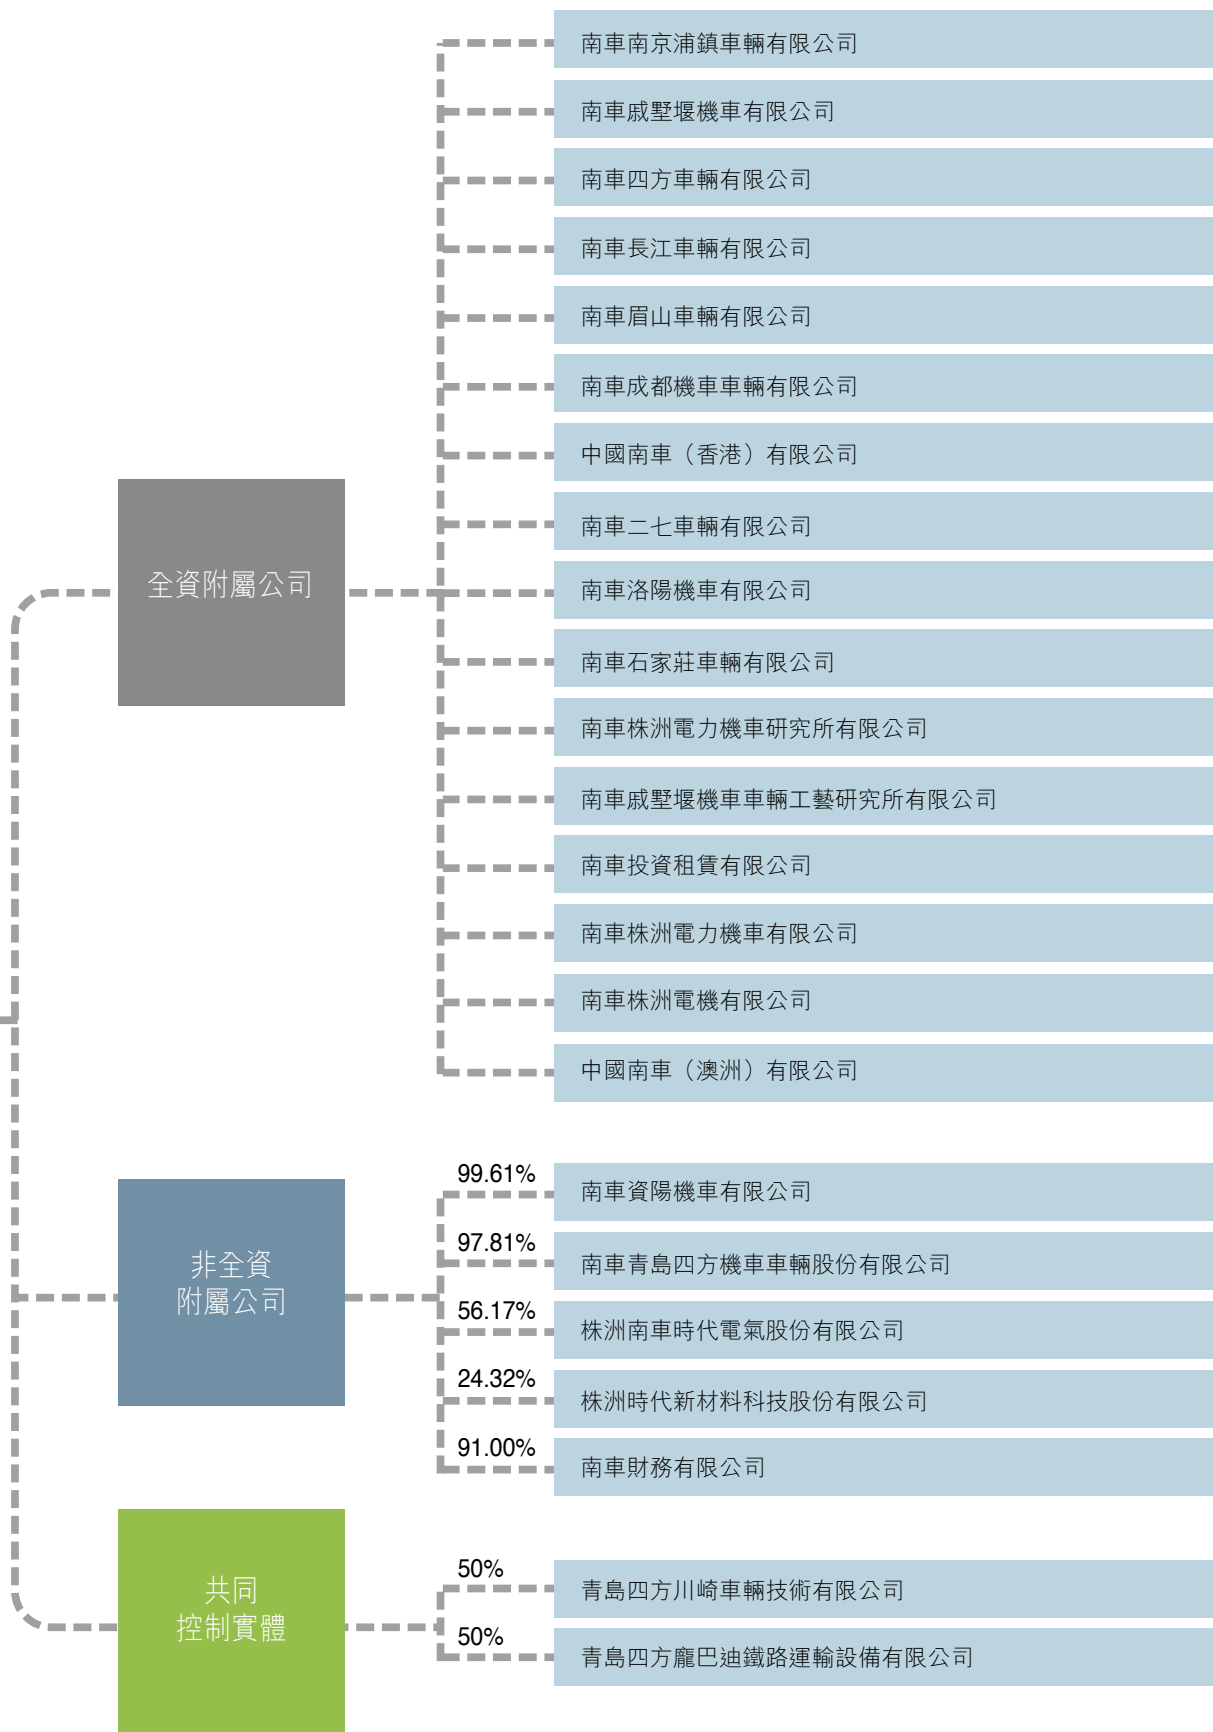 全資附屬公司
南車南京浦鎮車輛有限公司
南車戚墅堰機車有限公司
南車四方車輛有限公司
南車長江車輛有限公司
南車眉山車輛有限公司
南車成都機車車輛有限公司
中國南車（香港）有限公司
南車二七車輛有限公司
南車洛陽機車有限公司
南車石家莊車輛有限公司
南車株洲電力機車研究所有限公司
南車戚墅堰機車車輛工藝研究所有限公司
南車投資租賃有限公司
南車株洲電力機車有限公司
南車株洲電機有限公司
中國南車（澳洲）有限公司
非全資
附屬公司
99.61%
南車資陽機車有限公司
97.81%
南車青島四方機車車輛股份有限公司
56.17%
株洲南車時代電氣股份有限公司
24.32%
株洲時代新材料科技股份有限公司
91.00%
南車財務有限公司
共同
控制實體
50%
青島四方川崎車輛技術有限公司
50%
青島四方龐巴迪鐵路運輸設備有限公司